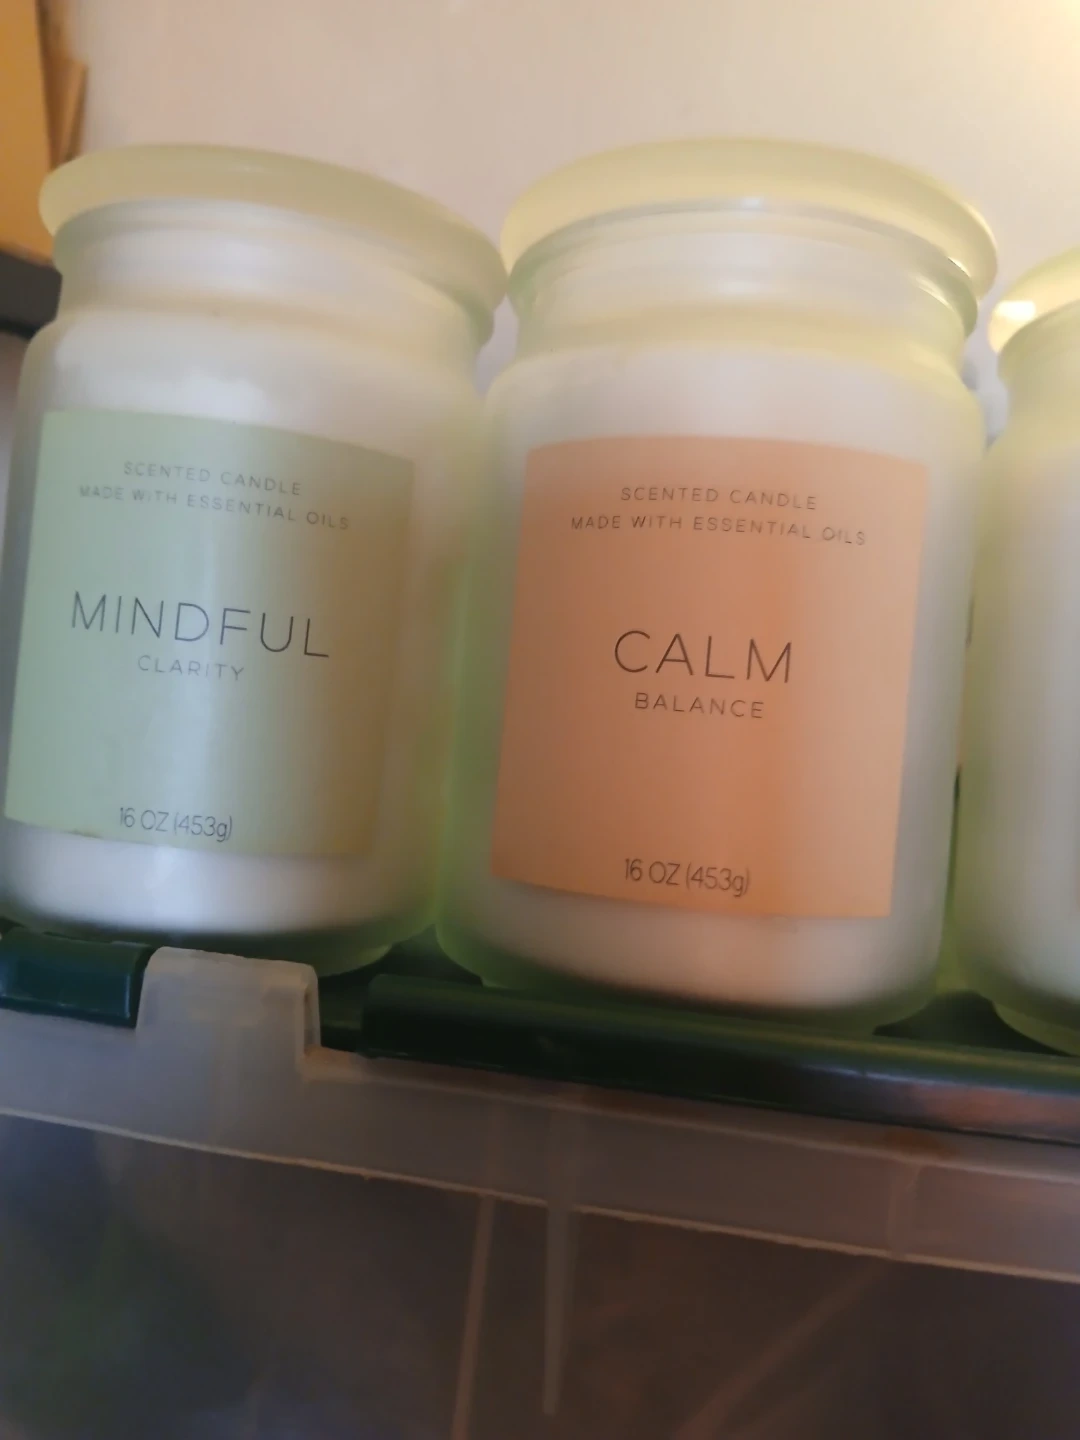 SCENTED CANDLE
MADE WITH ESSENTIAL OILS
MINDFUL
CLARITY
16 OZ (453g)
SCENTED CANDLE
MADE WITH ESSENTIAL OILS
CALM
BALANCE
16 OZ (453g)